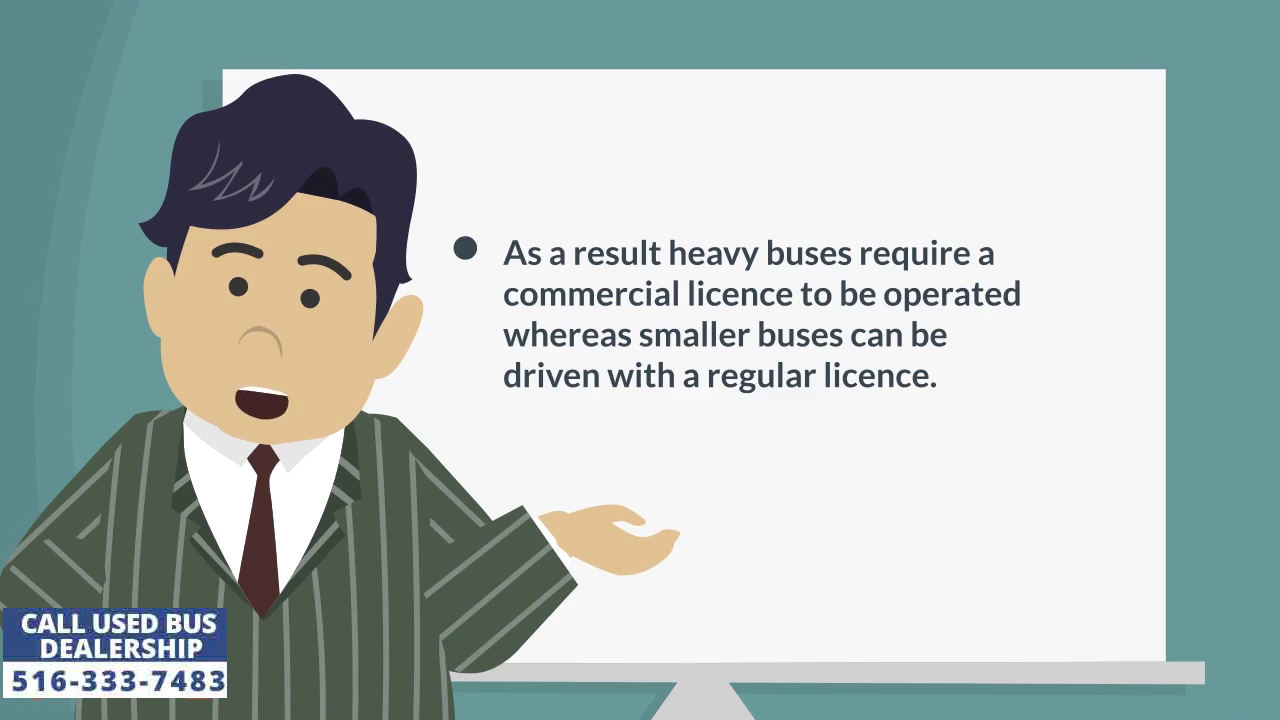 As a result heavy buses require a
commercial licence to be operated
whereas smaller buses can be
driven with a regular licence.
CALL USED BUS
DEALERSHIP
516-333-7483